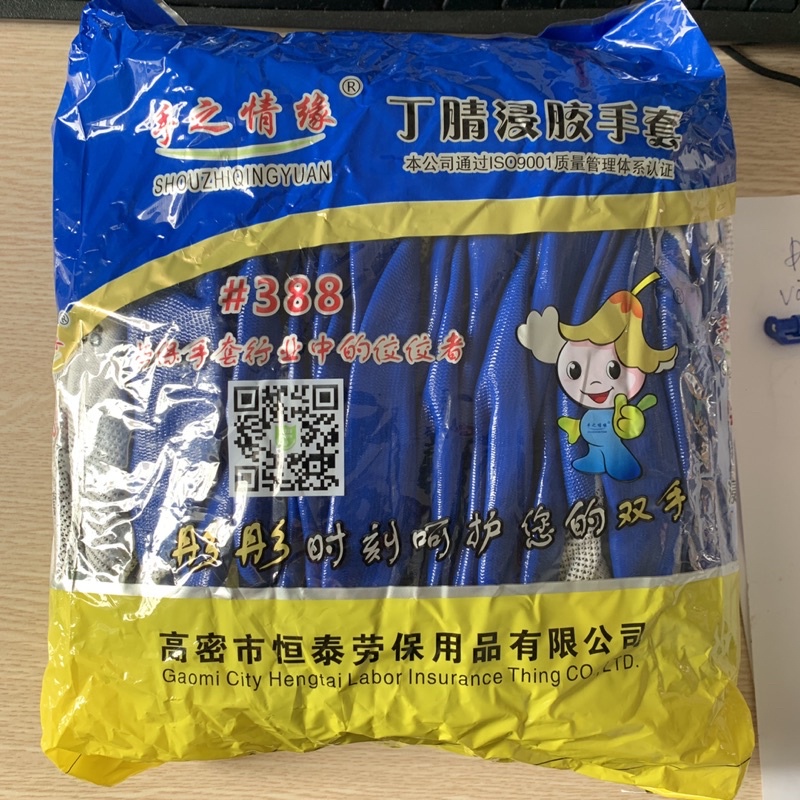 手之情缘®
SHOUZHIQINGYUAN
丁腈浸胶手套
本公司通过ISO9001质量管理体系认证
#388
劳保手套行业中的佼佼者
彤彤时刻呵护您的双手
高密市恒泰劳保用品有限公司
Gaomi City Hengtai Labor Insurance Thing CO.,LTD.